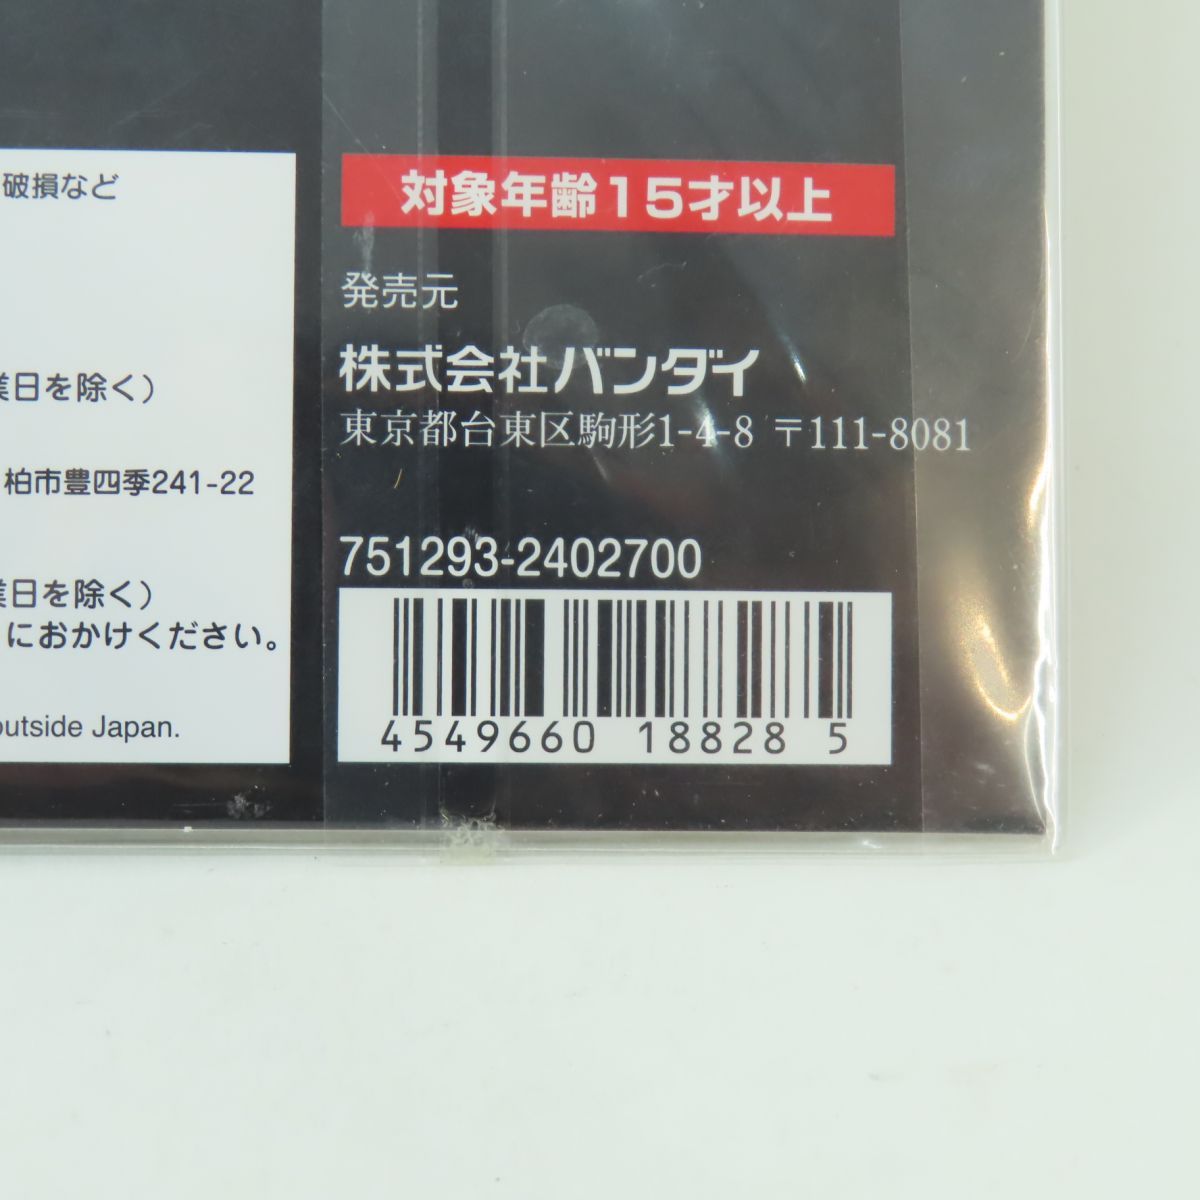 破損など
業日を除く）
柏市豊四季241-22
業日を除く）
におかけください。
outside Japan.
対象年齢15才以上
発売元
株式会社バンダイ
東京都台東区駒形1-4-8 〒111-8081
751293-2402700
4549660 18828 5